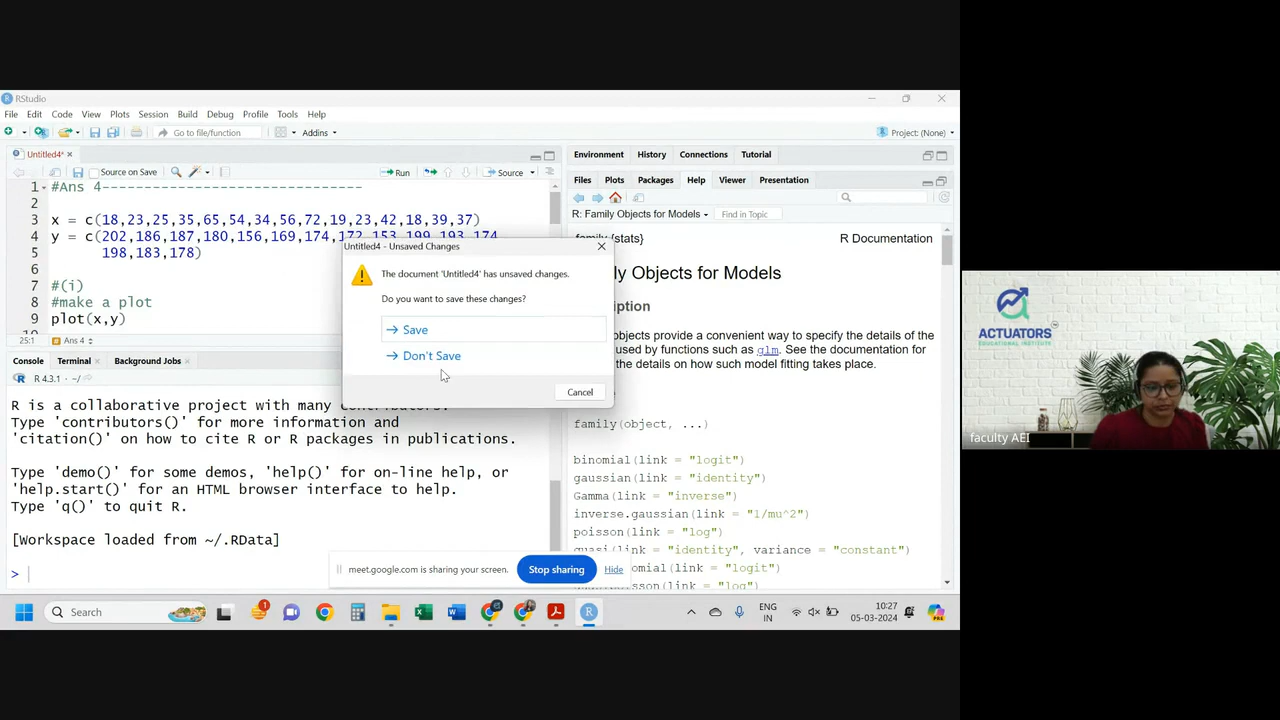 RStudio
File Edit Code View Plots Session Build Debug Profile Tools Help
Go to file/function Addins Project: (None)
Untitled4* ×
Source on Save Run Source
1 #Ans 4-------------------------------
2
3 x = c(18,23,25,35,65,54,34,56,72,19,23,42,18,39,37)
4 y = c(202,186,187,180,156,169,174,172,153,199,193,174,
5 198,183,178)
6
7 #(i)
8 #make a plot
9 plot(x,y)
25:1 Ans 4
Console Terminal × Background Jobs ×
R 4.3.1 · ~/
R is a collaborative project with many contributors.
Type 'contributors()' for more information and
'citation()' on how to cite R or R packages in publications.
Type 'demo()' for some demos, 'help()' for on-line help, or
'help.start()' for an HTML browser interface to help.
Type 'q()' to quit R.
[Workspace loaded from ~/.RData]
>
Untitled4 - Unsaved Changes
The document 'Untitled4' has unsaved changes.
Do you want to save these changes?
Save
Don't Save
Cancel
Environment History Connections Tutorial
Files Plots Packages Help Viewer Presentation
R: Family Objects for Models Find in Topic
{stats} R Documentation
ly Objects for Models
ription
objects provide a convenient way to specify the details of the
used by functions such as glm. See the documentation for
the details on how such model fitting takes place.
family(object, ...)
binomial(link = "logit")
gaussian(link = "identity")
Gamma(link = "inverse")
inverse.gaussian(link = "1/mu^2")
poisson(link = "log")
quasi(link = "identity", variance = "constant")
omial(link = "logit")
meet.google.com is sharing your screen. Stop sharing Hide
Search
1
ENG
IN
10:27
05-03-2024
PRE
ACTUATORS
EDUCATIONAL INSTITUTE
faculty AEI